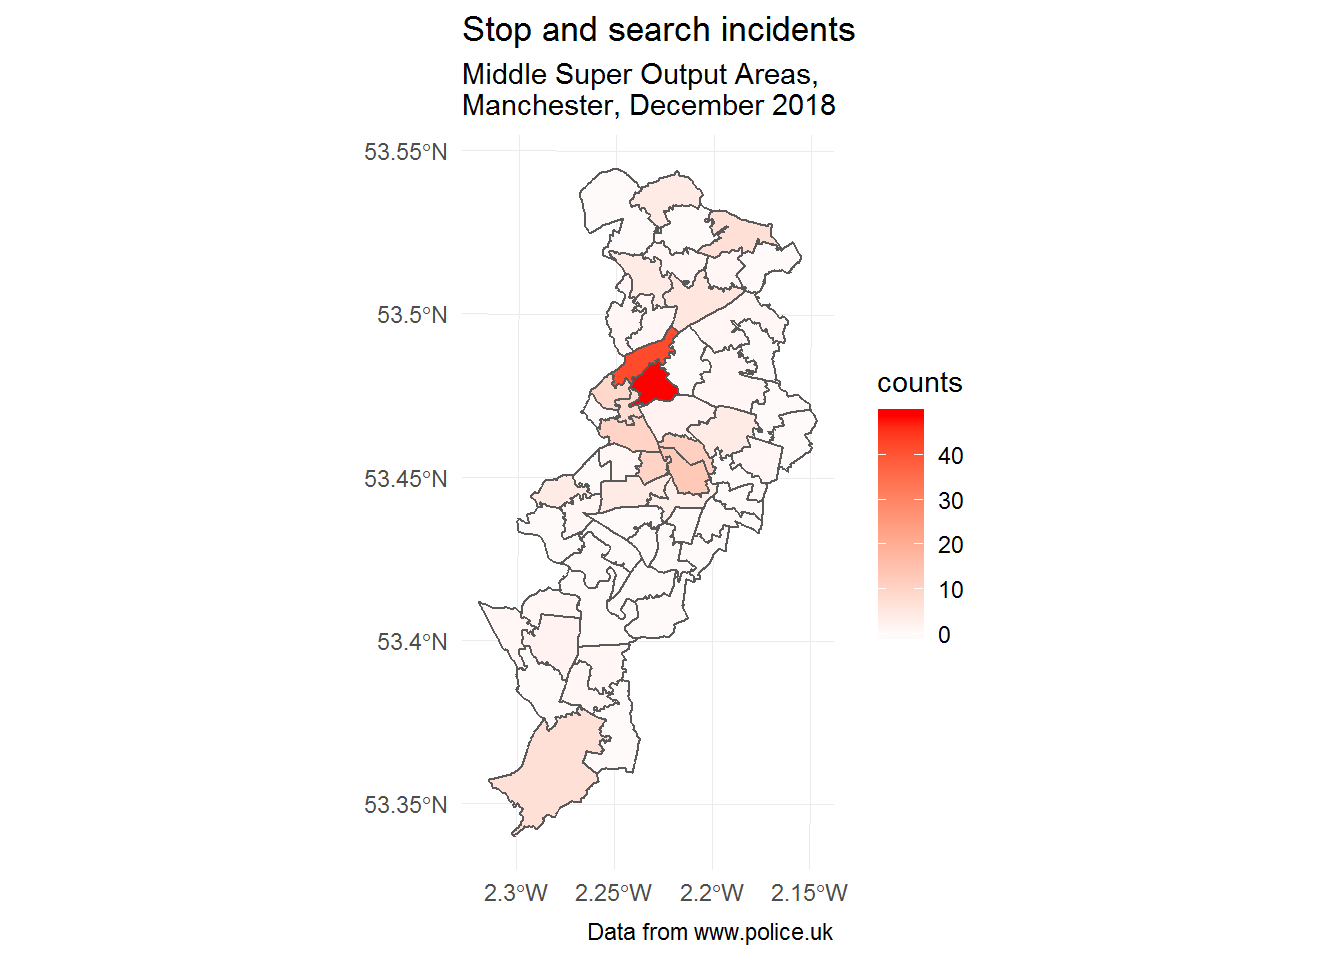 Stop and search incidents
Middle Super Output Areas,
Manchester, December 2018
53.55°N
53.5°N
53.45°N
53.4°N
53.35°N
2.3°W
2.25°W
2.2°W
2.15°W
counts
40
30
20
10
0
Data from www.police.uk